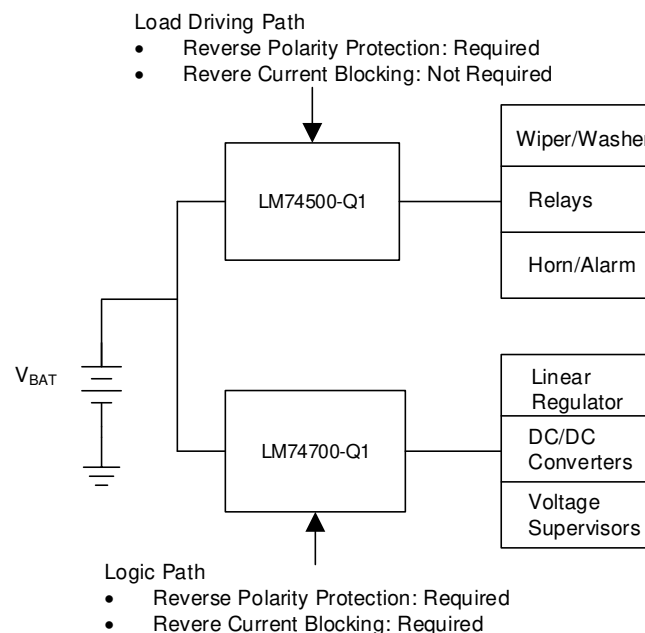 Load Driving Path
• Reverse Polarity Protection: Required
• Revere Current Blocking: Not Required
LM74500-Q1
Wiper/Washer
Relays
Horn/Alarm
VBAT
LM74700-Q1
Linear
Regulator
DC/DC
Converters
Voltage
Supervisors
Logic Path
• Reverse Polarity Protection: Required
• Revere Current Blocking: Required